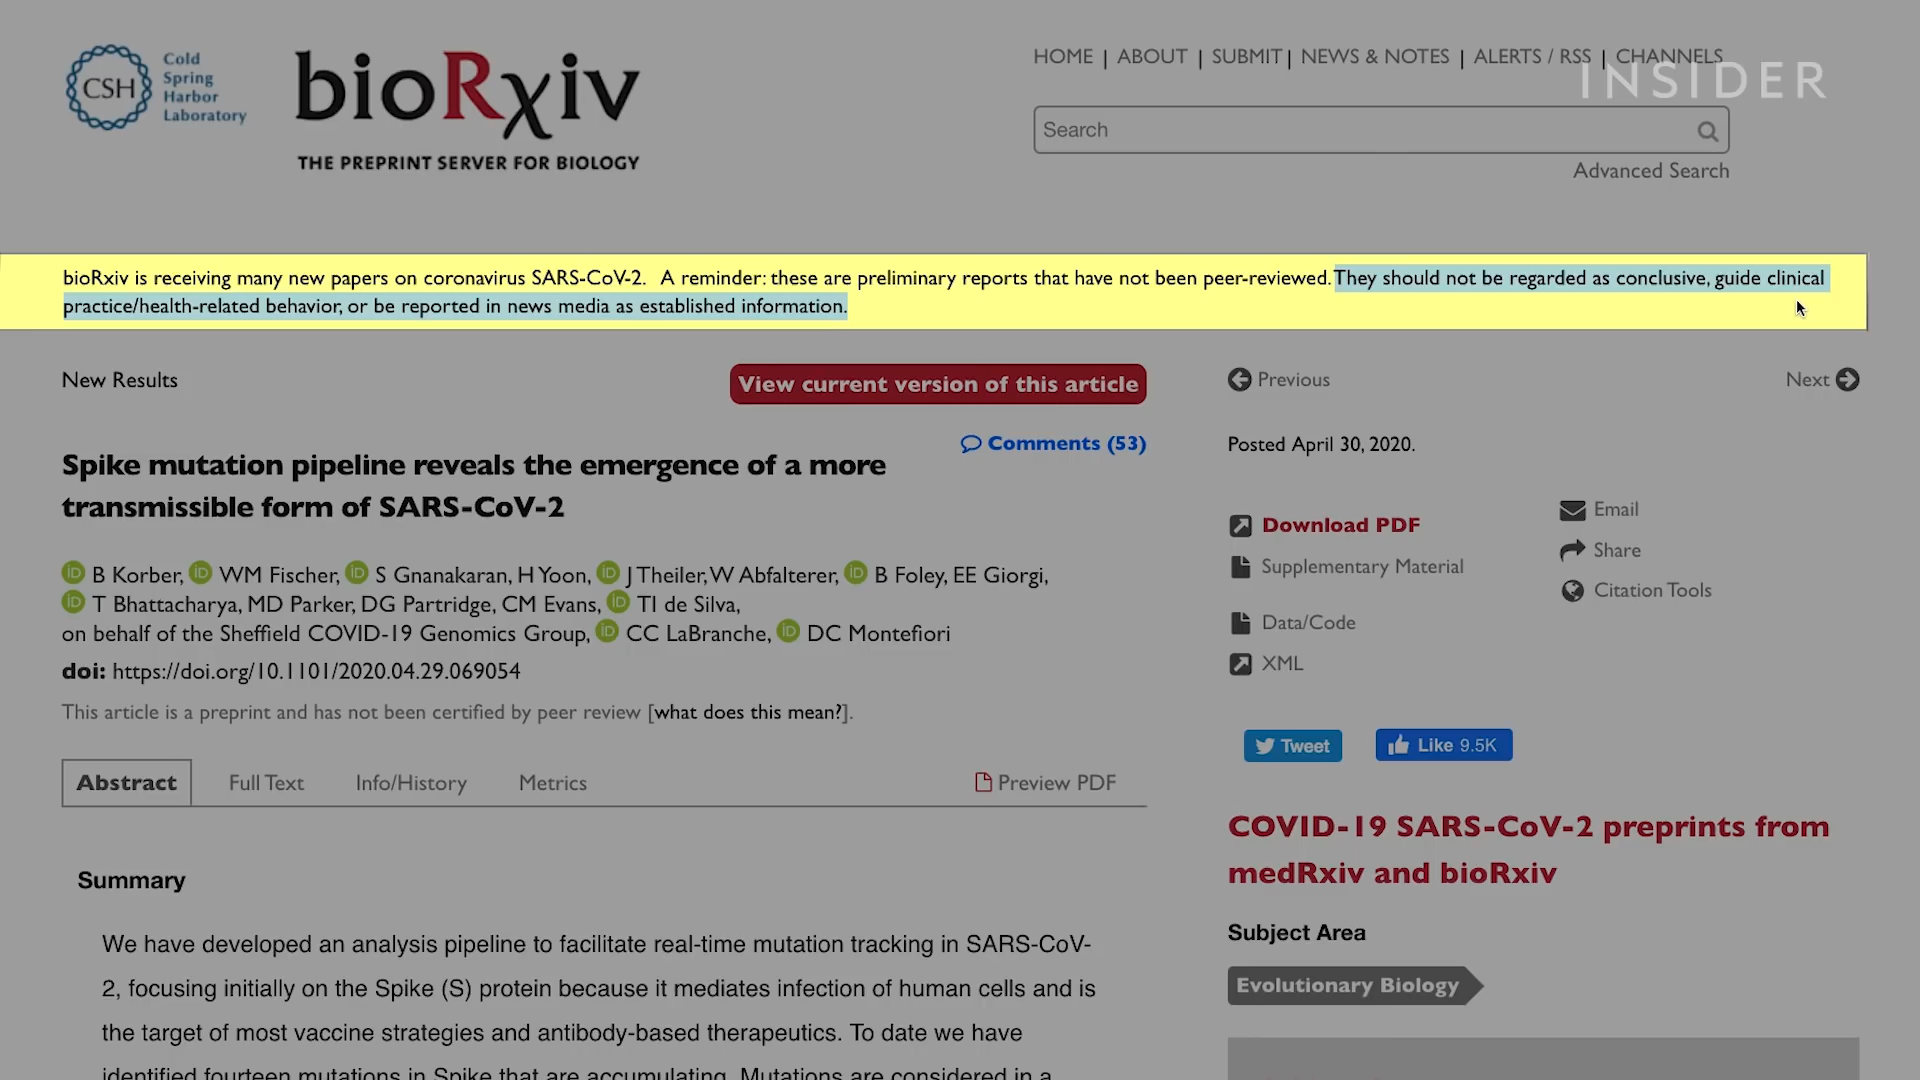 CSH
Cold
Spring
Harbor
Laboratory
bioRxiv
THE PREPRINT SERVER FOR BIOLOGY
HOME | ABOUT | SUBMIT | NEWS & NOTES | ALERTS / RSS | CHANNELS
INSIDER
Search
Advanced Search
bioRxiv is receiving many new papers on coronavirus SARS-CoV-2. A reminder: these are preliminary reports that have not been peer-reviewed. They should not be regarded as conclusive, guide clinical
practice/health-related behavior, or be reported in news media as established information.
New Results
View current version of this article
Comments (53)
Spike mutation pipeline reveals the emergence of a more
transmissible form of SARS-CoV-2
iD B Korber, iD WM Fischer, iD S Gnanakaran, H Yoon, iD J Theiler, W Abfalterer, iD B Foley, EE Giorgi,
iD T Bhattacharya, MD Parker, DG Partridge, CM Evans, iD TI de Silva,
on behalf of the Sheffield COVID-19 Genomics Group, iD CC LaBranche, iD DC Montefiori
doi: https://doi.org/10.1101/2020.04.29.069054
This article is a preprint and has not been certified by peer review [what does this mean?].
Abstract
Full Text
Info/History
Metrics
Preview PDF
Summary
We have developed an analysis pipeline to facilitate real-time mutation tracking in SARS-CoV-
2, focusing initially on the Spike (S) protein because it mediates infection of human cells and is
the target of most vaccine strategies and antibody-based therapeutics. To date we have
identified fourteen mutations in Spike that are accumulating. Mutations are considered in a
Previous
Next
Posted April 30, 2020.
Download PDF
Supplementary Material
Data/Code
XML
Email
Share
Citation Tools
Tweet
Like 9.5K
COVID-19 SARS-CoV-2 preprints from
medRxiv and bioRxiv
Subject Area
Evolutionary Biology